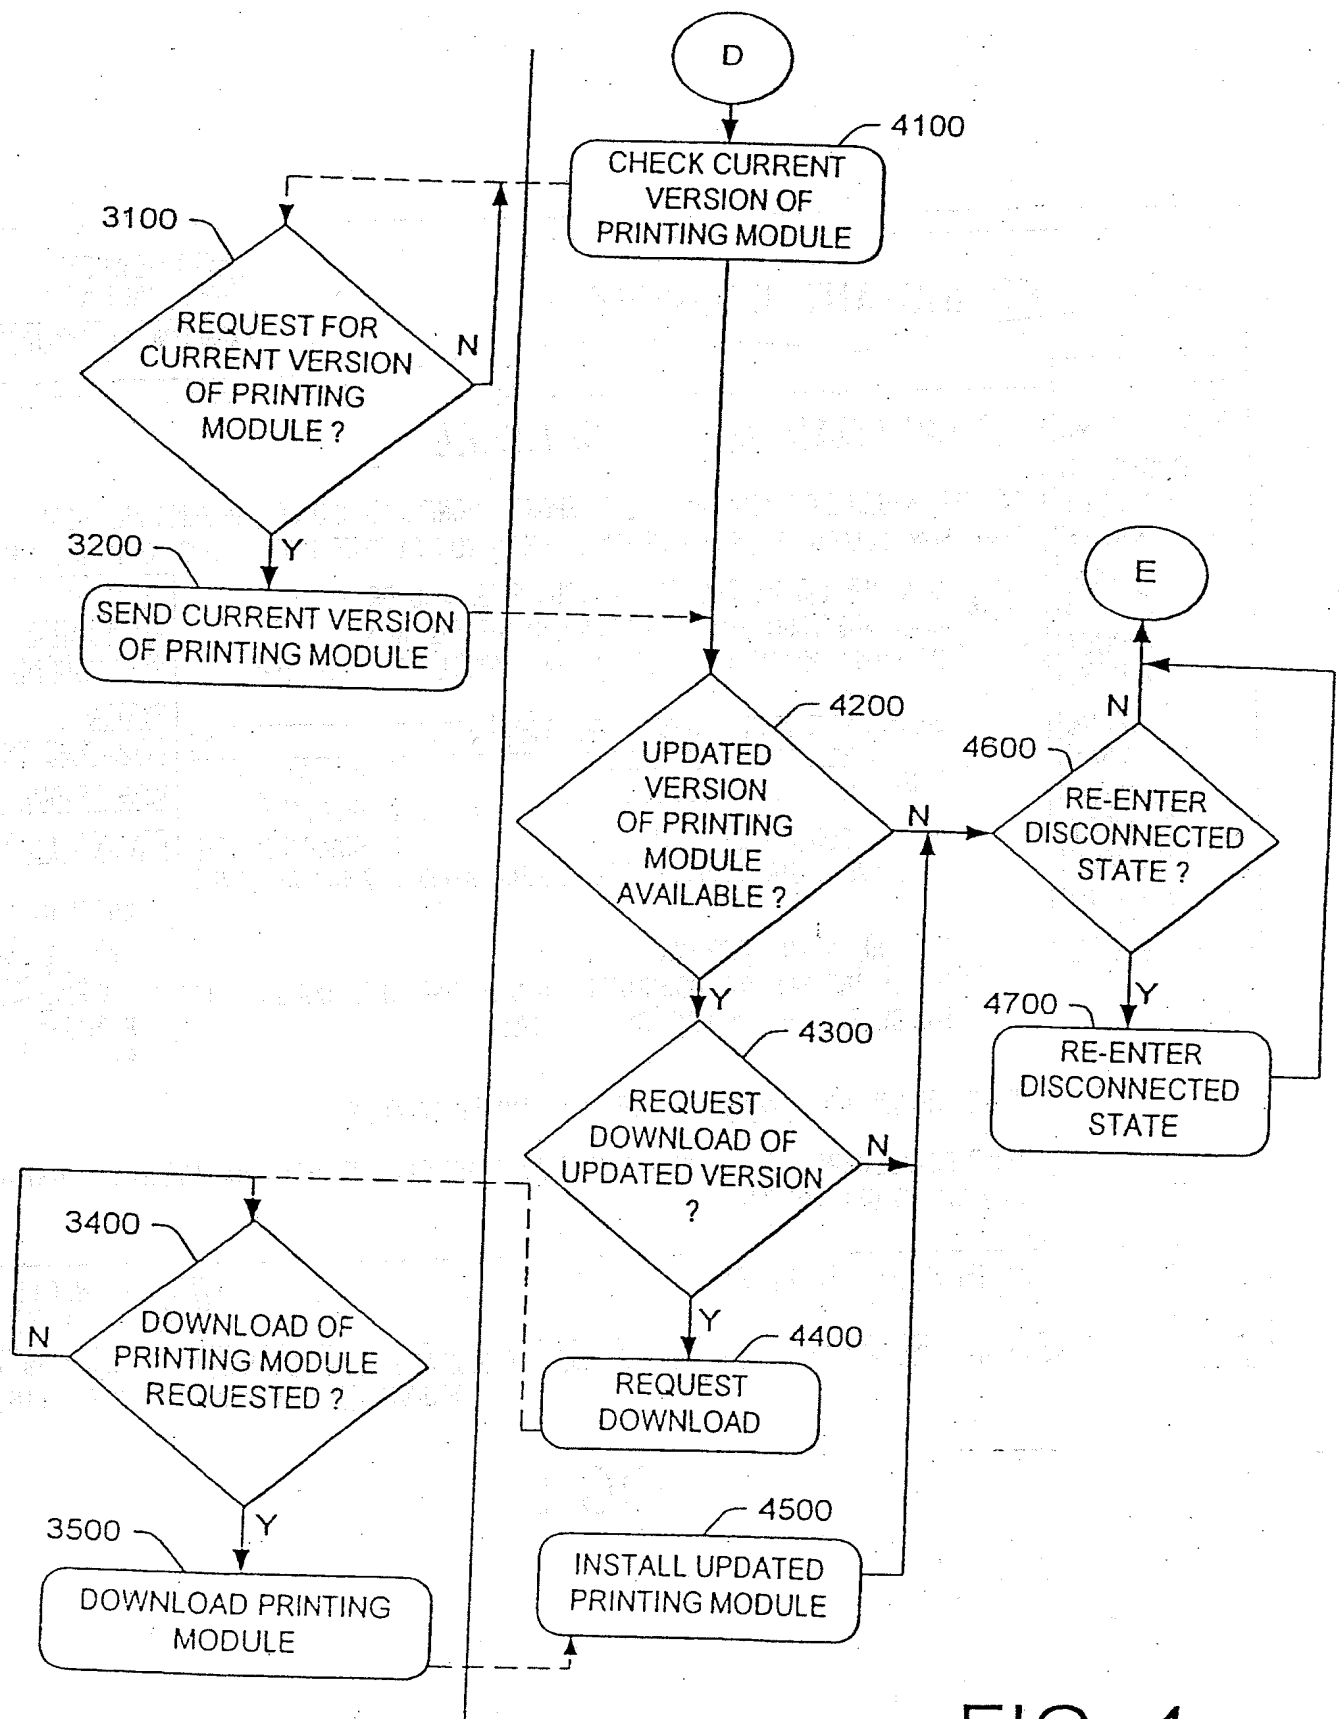 D
4100
CHECK CURRENT
VERSION OF
PRINTING MODULE
3100
REQUEST FOR
CURRENT VERSION
OF PRINTING
MODULE ?
N
Y
3200
SEND CURRENT VERSION
OF PRINTING MODULE
E
4200
UPDATED
VERSION
OF PRINTING
MODULE
AVAILABLE ?
N
Y
N
4600
RE-ENTER
DISCONNECTED
STATE ?
Y
4700
RE-ENTER
DISCONNECTED
STATE
4300
REQUEST
DOWNLOAD OF
UPDATED VERSION
?
N
Y
3400
DOWNLOAD OF
PRINTING MODULE
REQUESTED ?
N
Y
4400
REQUEST
DOWNLOAD
3500
DOWNLOAD PRINTING
MODULE
4500
INSTALL UPDATED
PRINTING MODULE